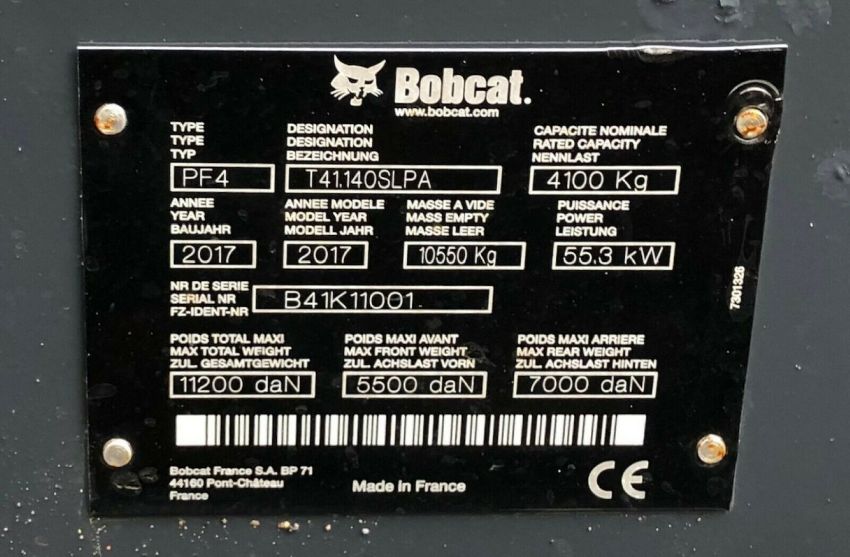 Bobcat.
www.bobcat.com
TYPE DESIGNATION CAPACITE NOMINALE
TYPE DESIGNATION RATED CAPACITY
TYP BEZEICHNUNG NENNLAST
PF4 T41.140SLPA 4100 Kg
ANNEE ANNEE MODELE MASSE A VIDE PUISSANCE
YEAR MODEL YEAR MASS EMPTY POWER
BAUJAHR MODELL JAHR MASSE LEER LEISTUNG
2017 2017 10550 Kg 55.3 kW
NR DE SERIE
SERIAL NR
FZ-IDENT-NR
B41K11001
7301326
POIDS TOTAL MAXI POIDS MAXI AVANT POIDS MAXI ARRIERE
MAX TOTAL WEIGHT MAX FRONT WEIGHT MAX REAR WEIGHT
ZUL. GESAMTGEWICHT ZUL. ACHSLAST VORN ZUL. ACHSLAST HINTEN
11200 daN 5500 daN 7000 daN
Bobcat France S.A. BP 71
44160 Pont-Château
France
Made in France
CE